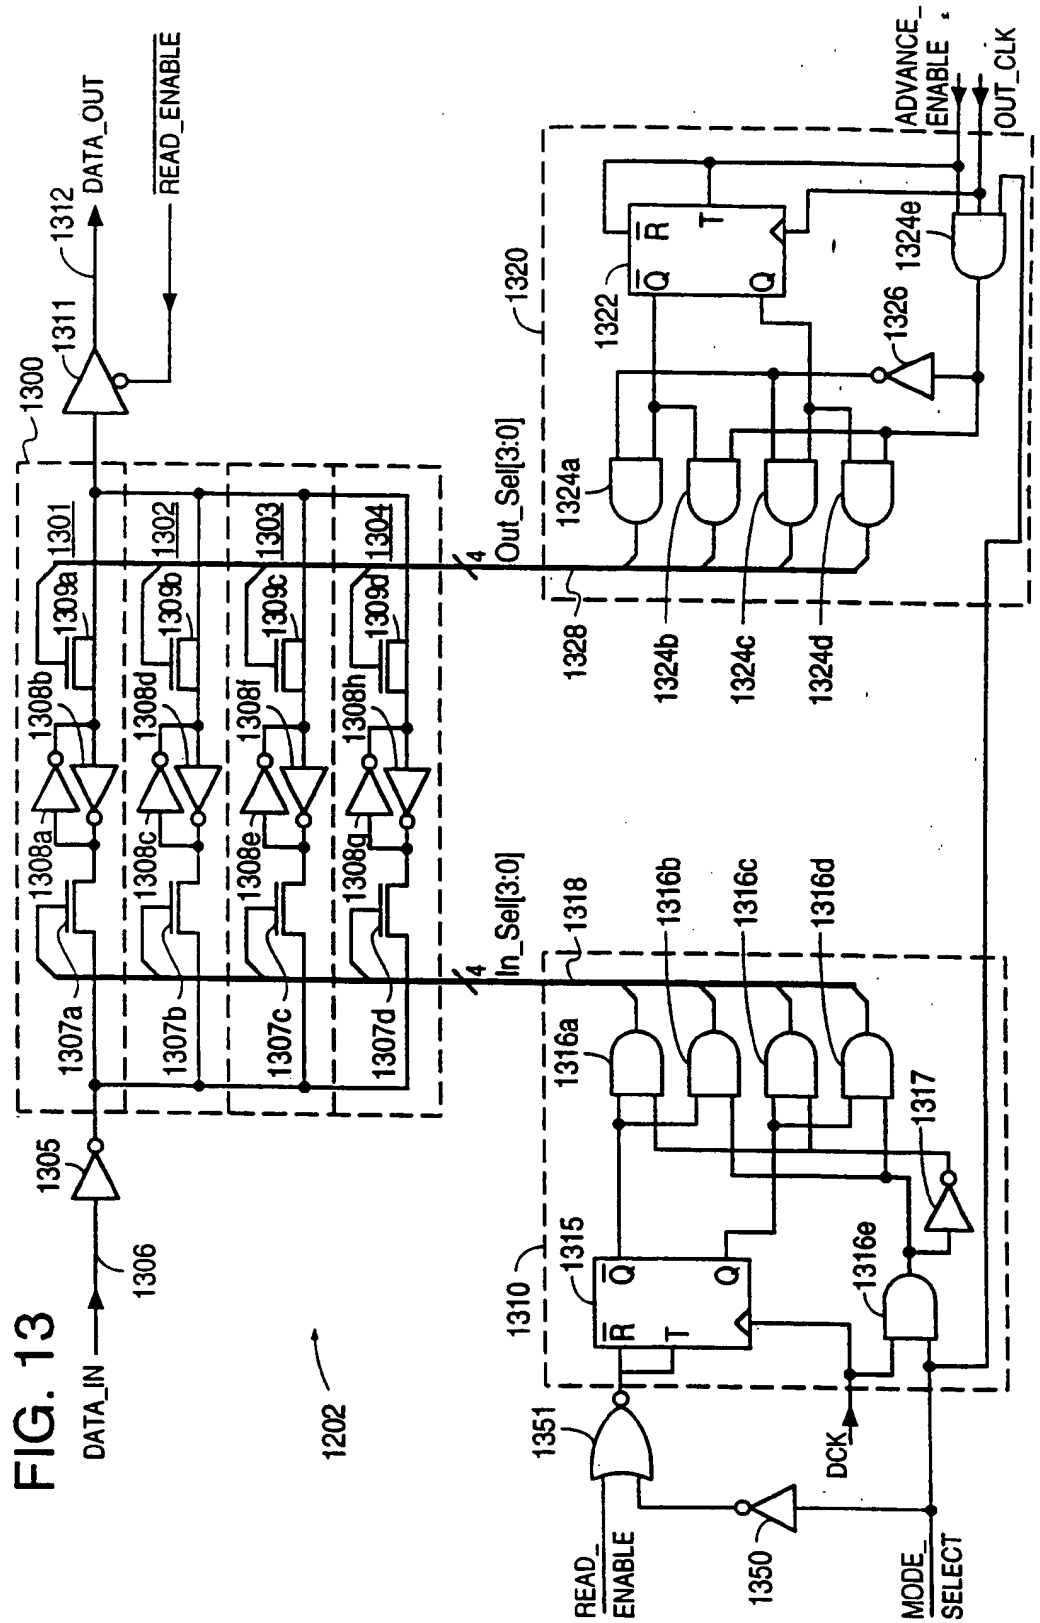 FIG. 13
DATA_IN
1306
1305
1300
1307a
1308a
1308b
1309a
1301
1311
1312
DATA_OUT
READ_ENABLE
1307b
1308c
1308d
1309b
1302
1307c
1308e
1308f
1309c
1303
1307d
1308g
1308h
1309d
1304
1202
4
In_Sel[3:0]
4
Out_Sel[3:0]
1310
1315
R̅
T
Q̅
Q
1316a
1318
1316b
1316c
1316d
1316e
1317
1351
READ_
ENABLE
DCK
1350
MODE_
SELECT
1320
1328
1324a
1324b
1324c
1324d
1322
Q̅
Q
R̅
T
1326
1324e
ADVANCE_
ENABLE
OUT_CLK